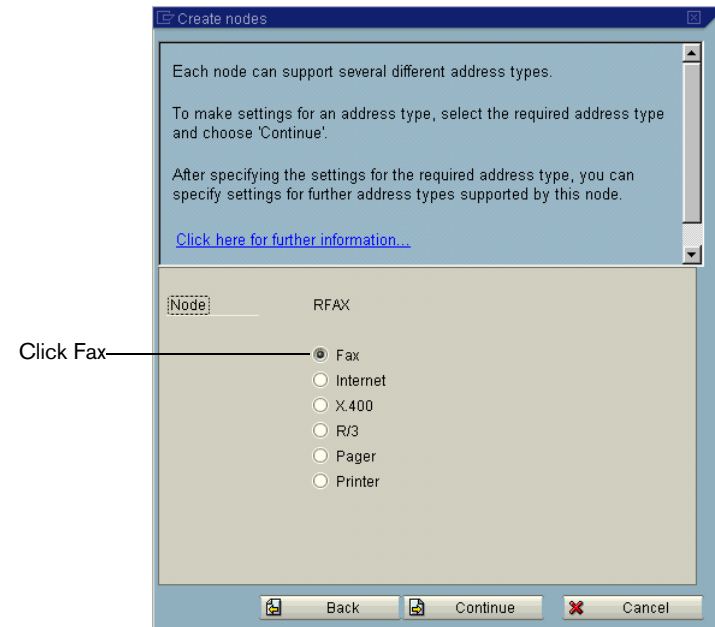 Create nodes
Each node can support several different address types.
To make settings for an address type, select the required address type
and choose 'Continue'.
After specifying the settings for the required address type, you can
specify settings for further address types supported by this node.
Click here for further information...
Node RFAX
Click Fax Fax
Internet
X.400
R/3
Pager
Printer
Back Continue Cancel